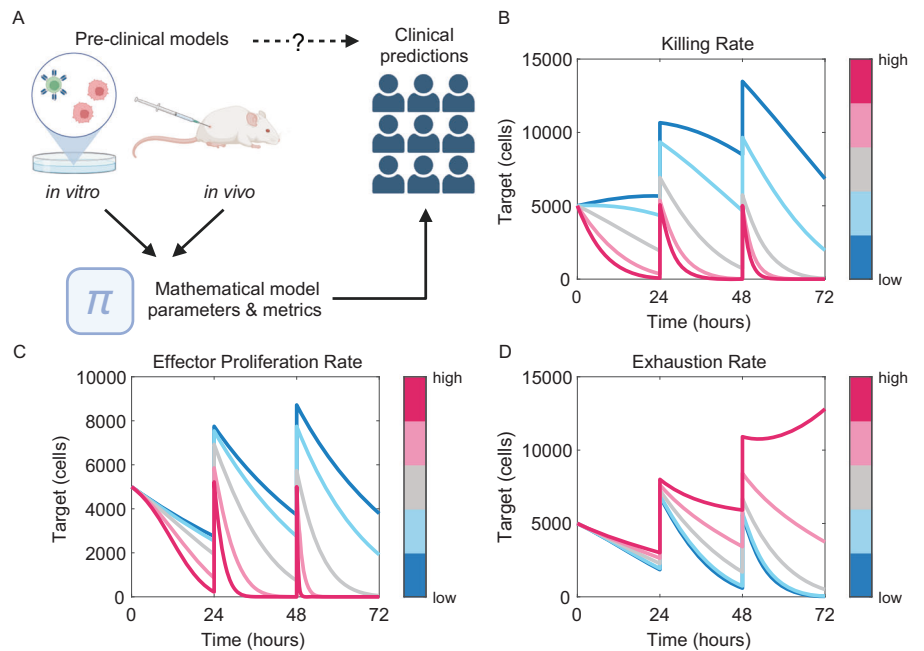 A
Pre-clinical models
?
Clinical
predictions
in vitro
in vivo
π
Mathematical model
parameters & metrics
B
Killing Rate
Target (cells)
15000
10000
5000
0
0
24
48
72
Time (hours)
high
low
C
Effector Proliferation Rate
Target (cells)
10000
8000
6000
4000
2000
0
0
24
48
72
Time (hours)
high
low
D
Exhaustion Rate
Target (cells)
15000
10000
5000
0
0
24
48
72
Time (hours)
high
low